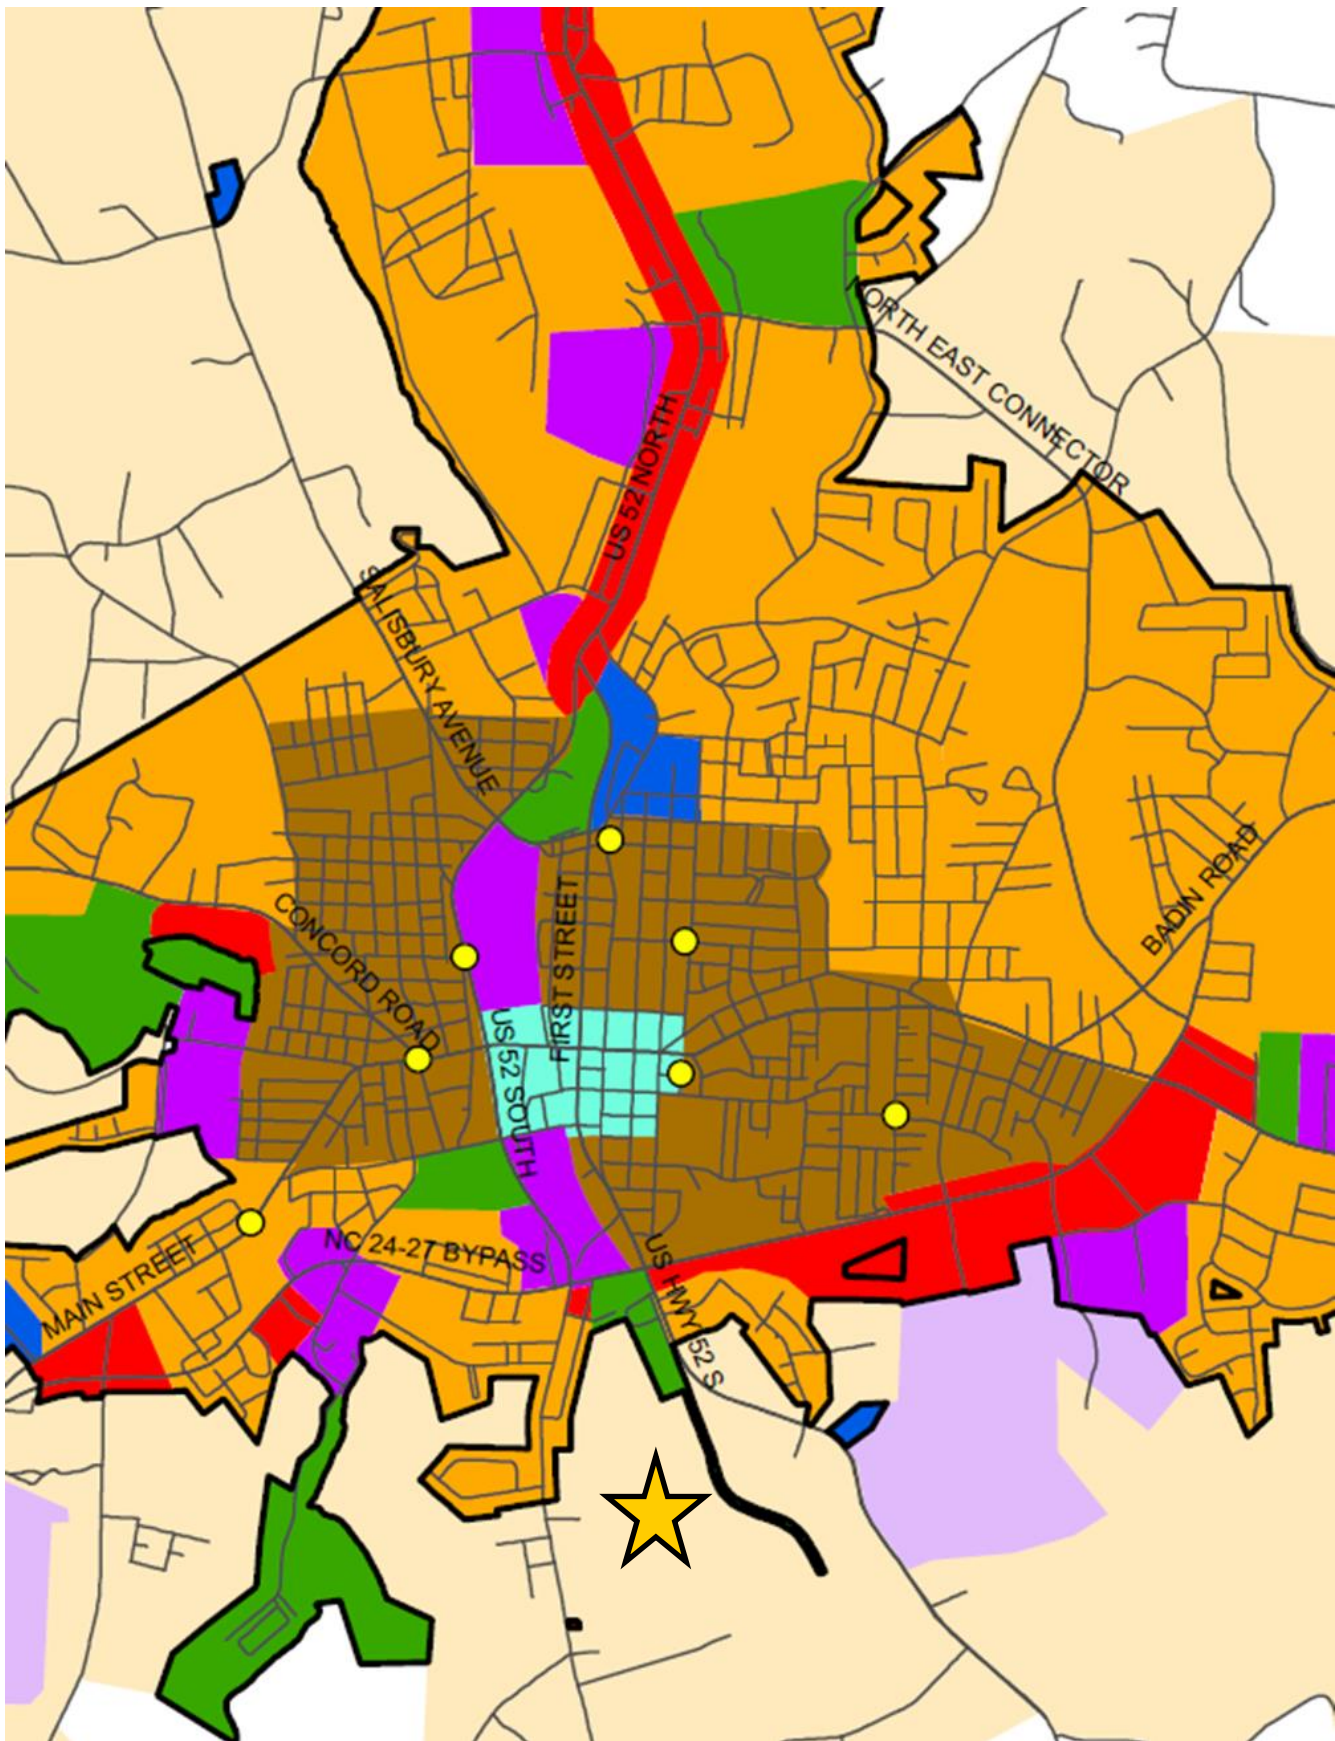 ORTH EAST CONNECTOR
US 52 NORTH
SALISBURY AVENUE
BADIN ROAD
CONCORD ROAD
FIRST STREET
US 52 SOUTH
MAIN STREET
NC 24-27 BYPASS
US HWY 52 S